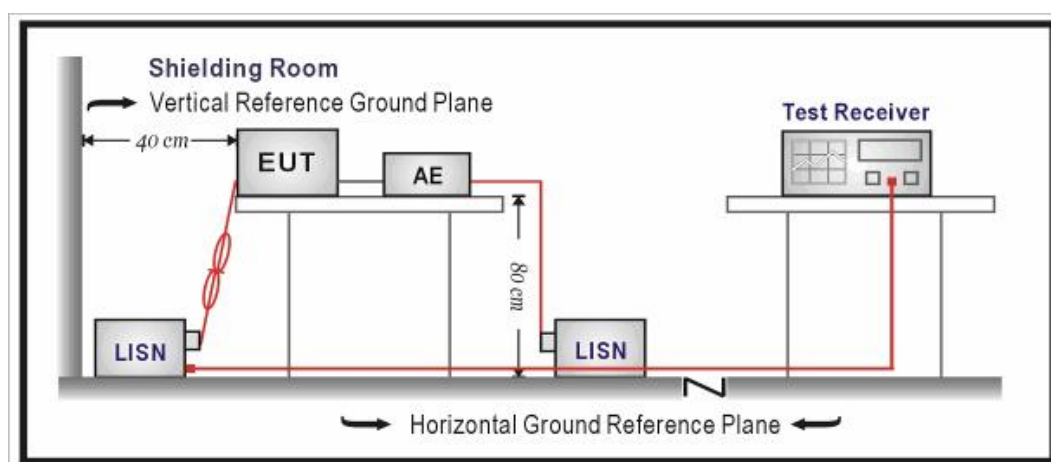 Shielding Room
Vertical Reference Ground Plane
Test Receiver
40 cm
EUT
AE
80 cm
LISN
LISN
Horizontal Ground Reference Plane